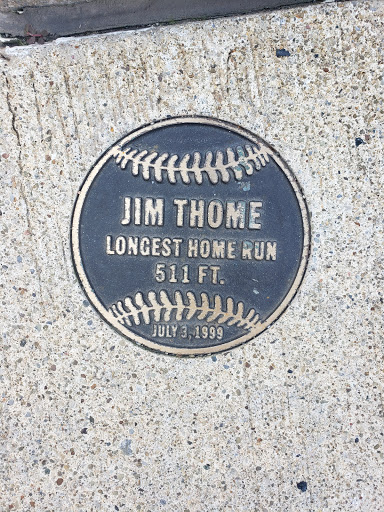 JIM THOME
LONGEST HOME RUN
511 FT.
JULY 3, 1999